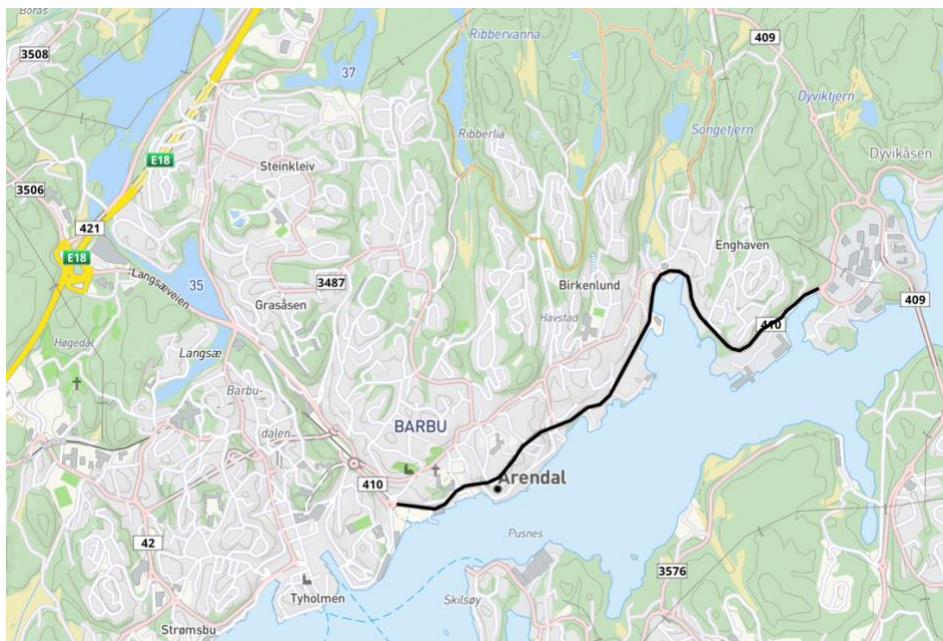 Borås
3508
37
Ribbervanna
409
E18
Steinkleiv
Ribberlia
Songetjern
Dyviktjern
Dyvikåsen
3506
421
E18
Langsæveien
35
3487
Grasåsen
Enghaven
Birkenlund
Havstad
409
410
Høgedal
Langsæ
Barbu-
dalen
BARBU
410
Arendal
42
Pusnes
3576
Tyholmen
Skilsøy
Strømsbu